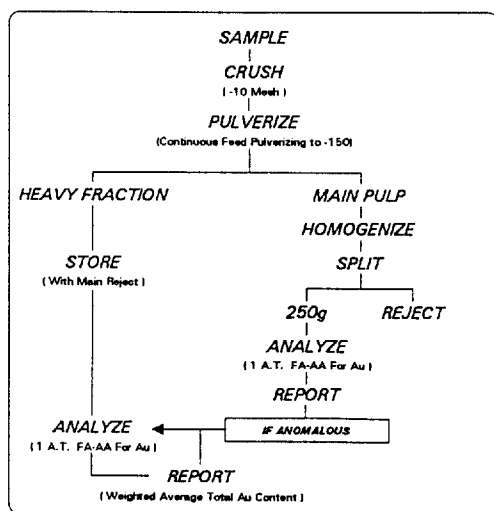 SAMPLE
CRUSH
( -10 Mesh )
PULVERIZE
(Continuous Feed Pulverizing to -150)
HEAVY FRACTION
MAIN PULP
HOMOGENIZE
STORE
( With Main Reject )
SPLIT
250g
REJECT
ANALYZE
( 1 A.T. FA-AA For Au )
REPORT
IF ANOMALOUS
ANALYZE
( 1 A.T. FA-AA For Au )
REPORT
(Weighted Average Total Au Content )